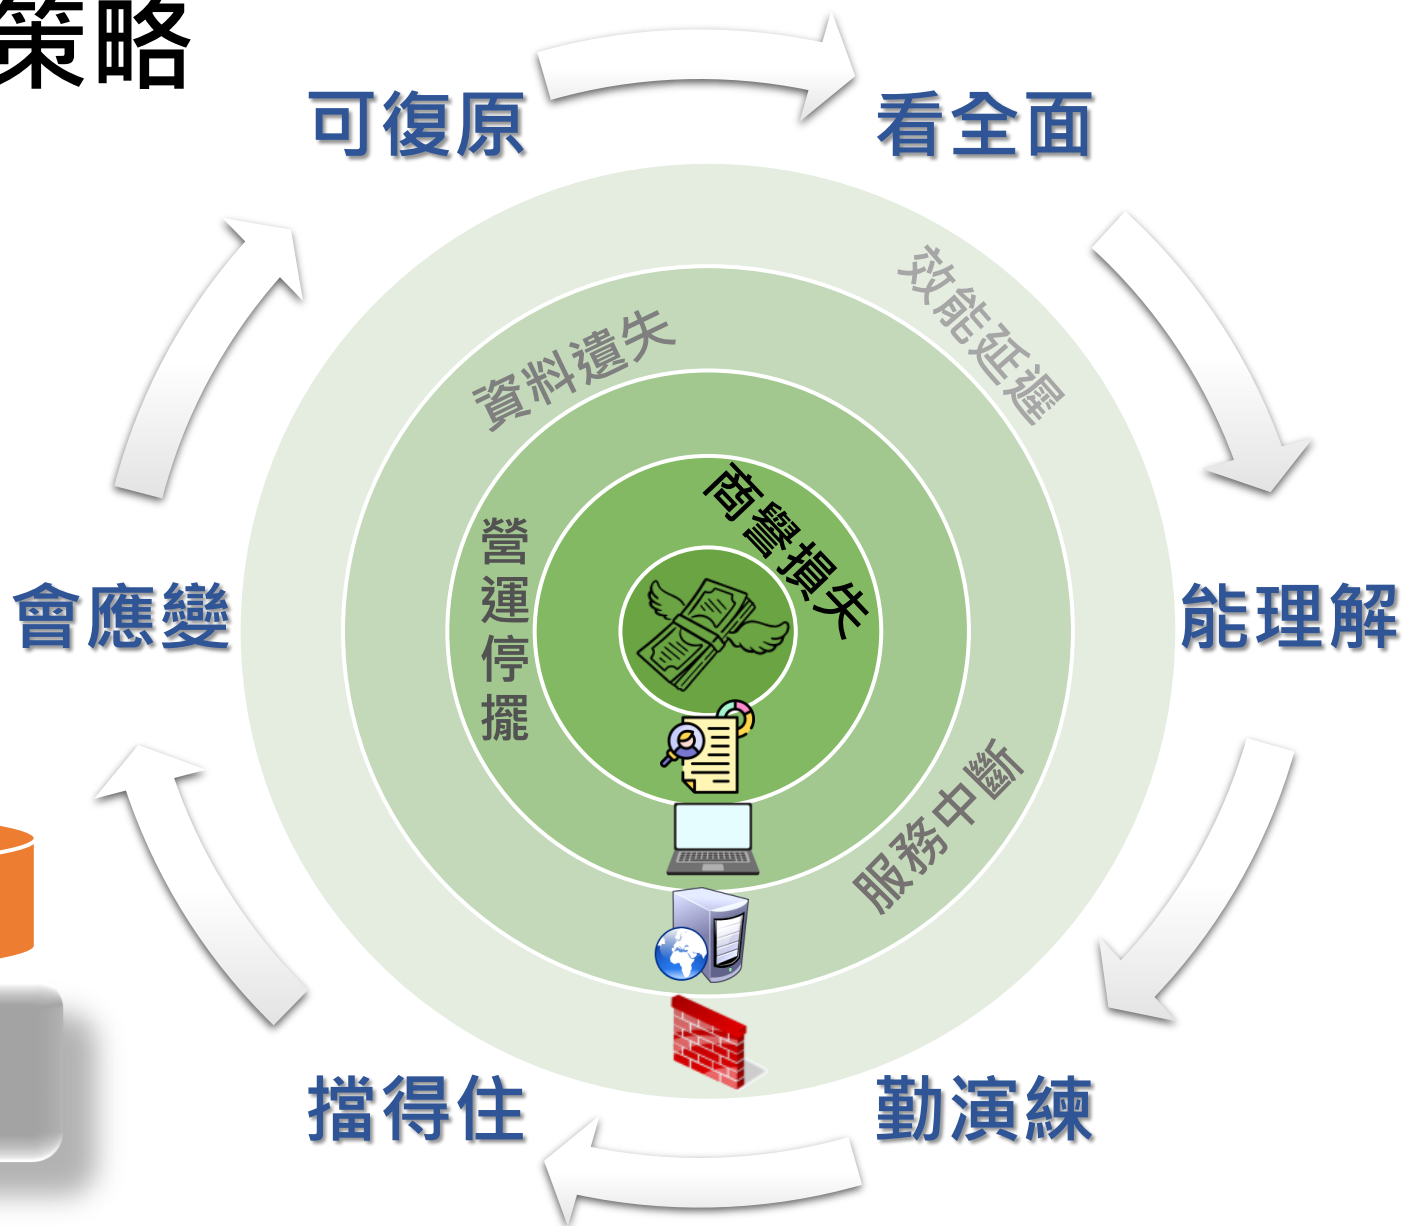 策略
可復原
看全面
效能延遲
資料遺失
商譽損失
營運停擺
會應變
能理解
服務中斷
擋得住
勤演練